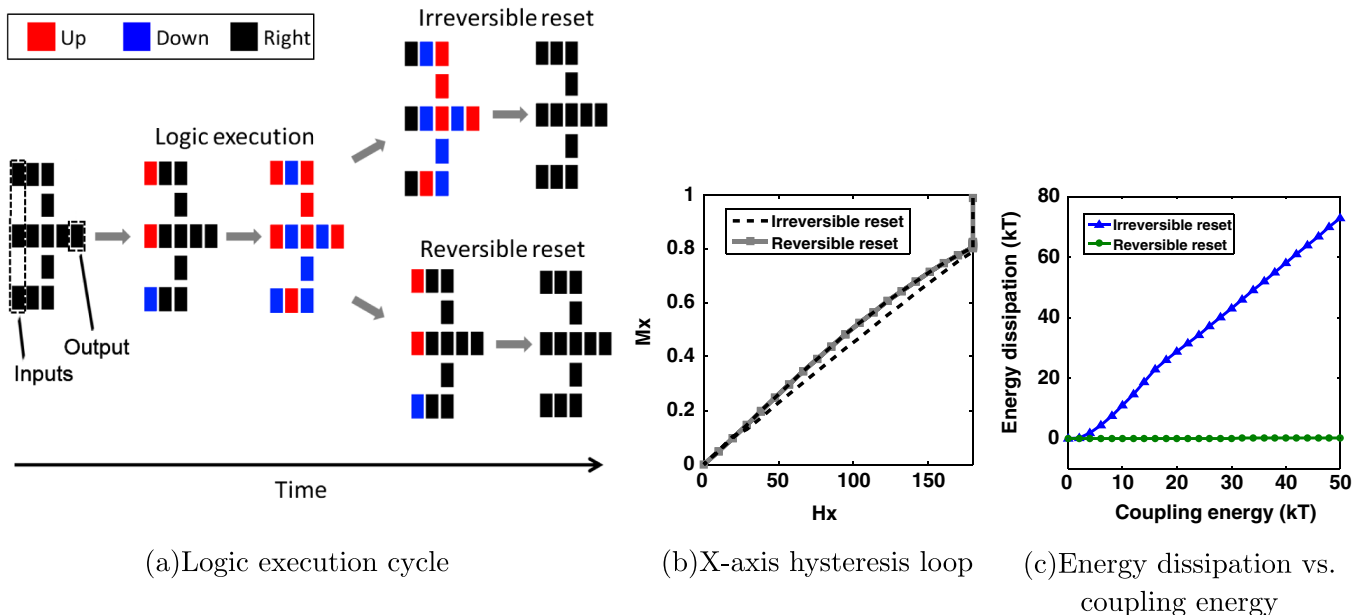 Up Down Right
Irreversible reset
Logic execution
Reversible reset
Output
Inputs
Time
(a)Logic execution cycle
1
0.8
0.6
0.4
0.2
0
Mx
Irreversible reset
Reversible reset
0 50 100 150
Hx
(b)X-axis hysteresis loop
80
60
40
20
0
Energy dissipation (kT)
Irreversible reset
Reversible reset
0 10 20 30 40 50
Coupling energy (kT)
(c)Energy dissipation vs.
coupling energy